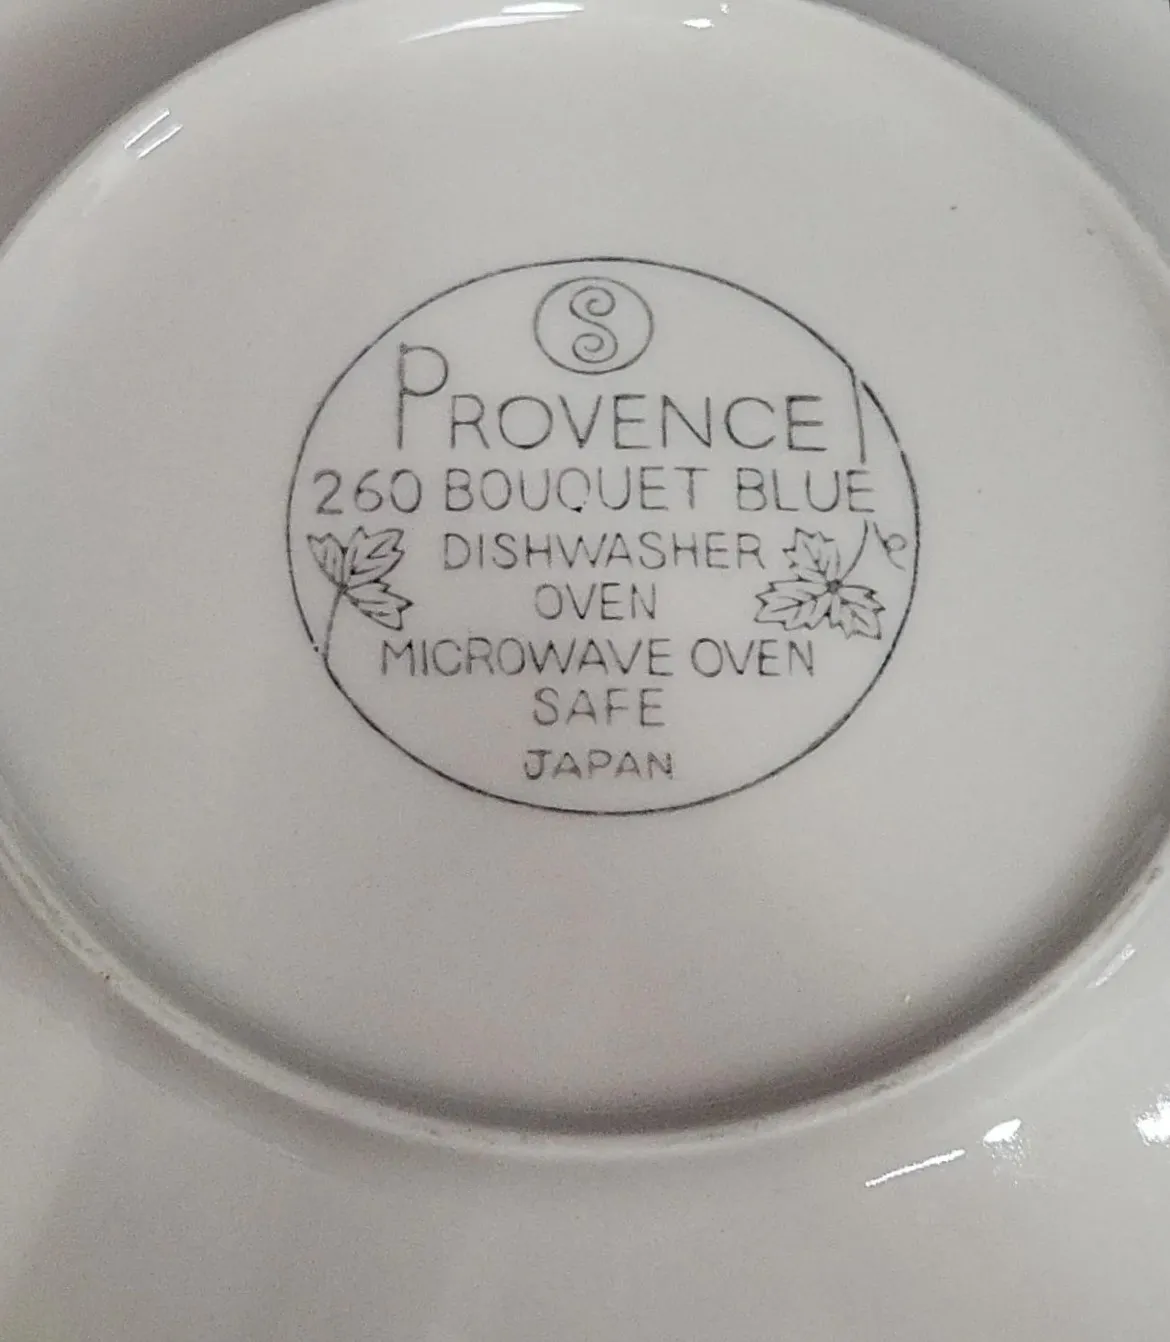 S
PROVENCE
260 BOUQUET BLUE
DISHWASHER
OVEN
MICROWAVE OVEN
SAFE
JAPAN